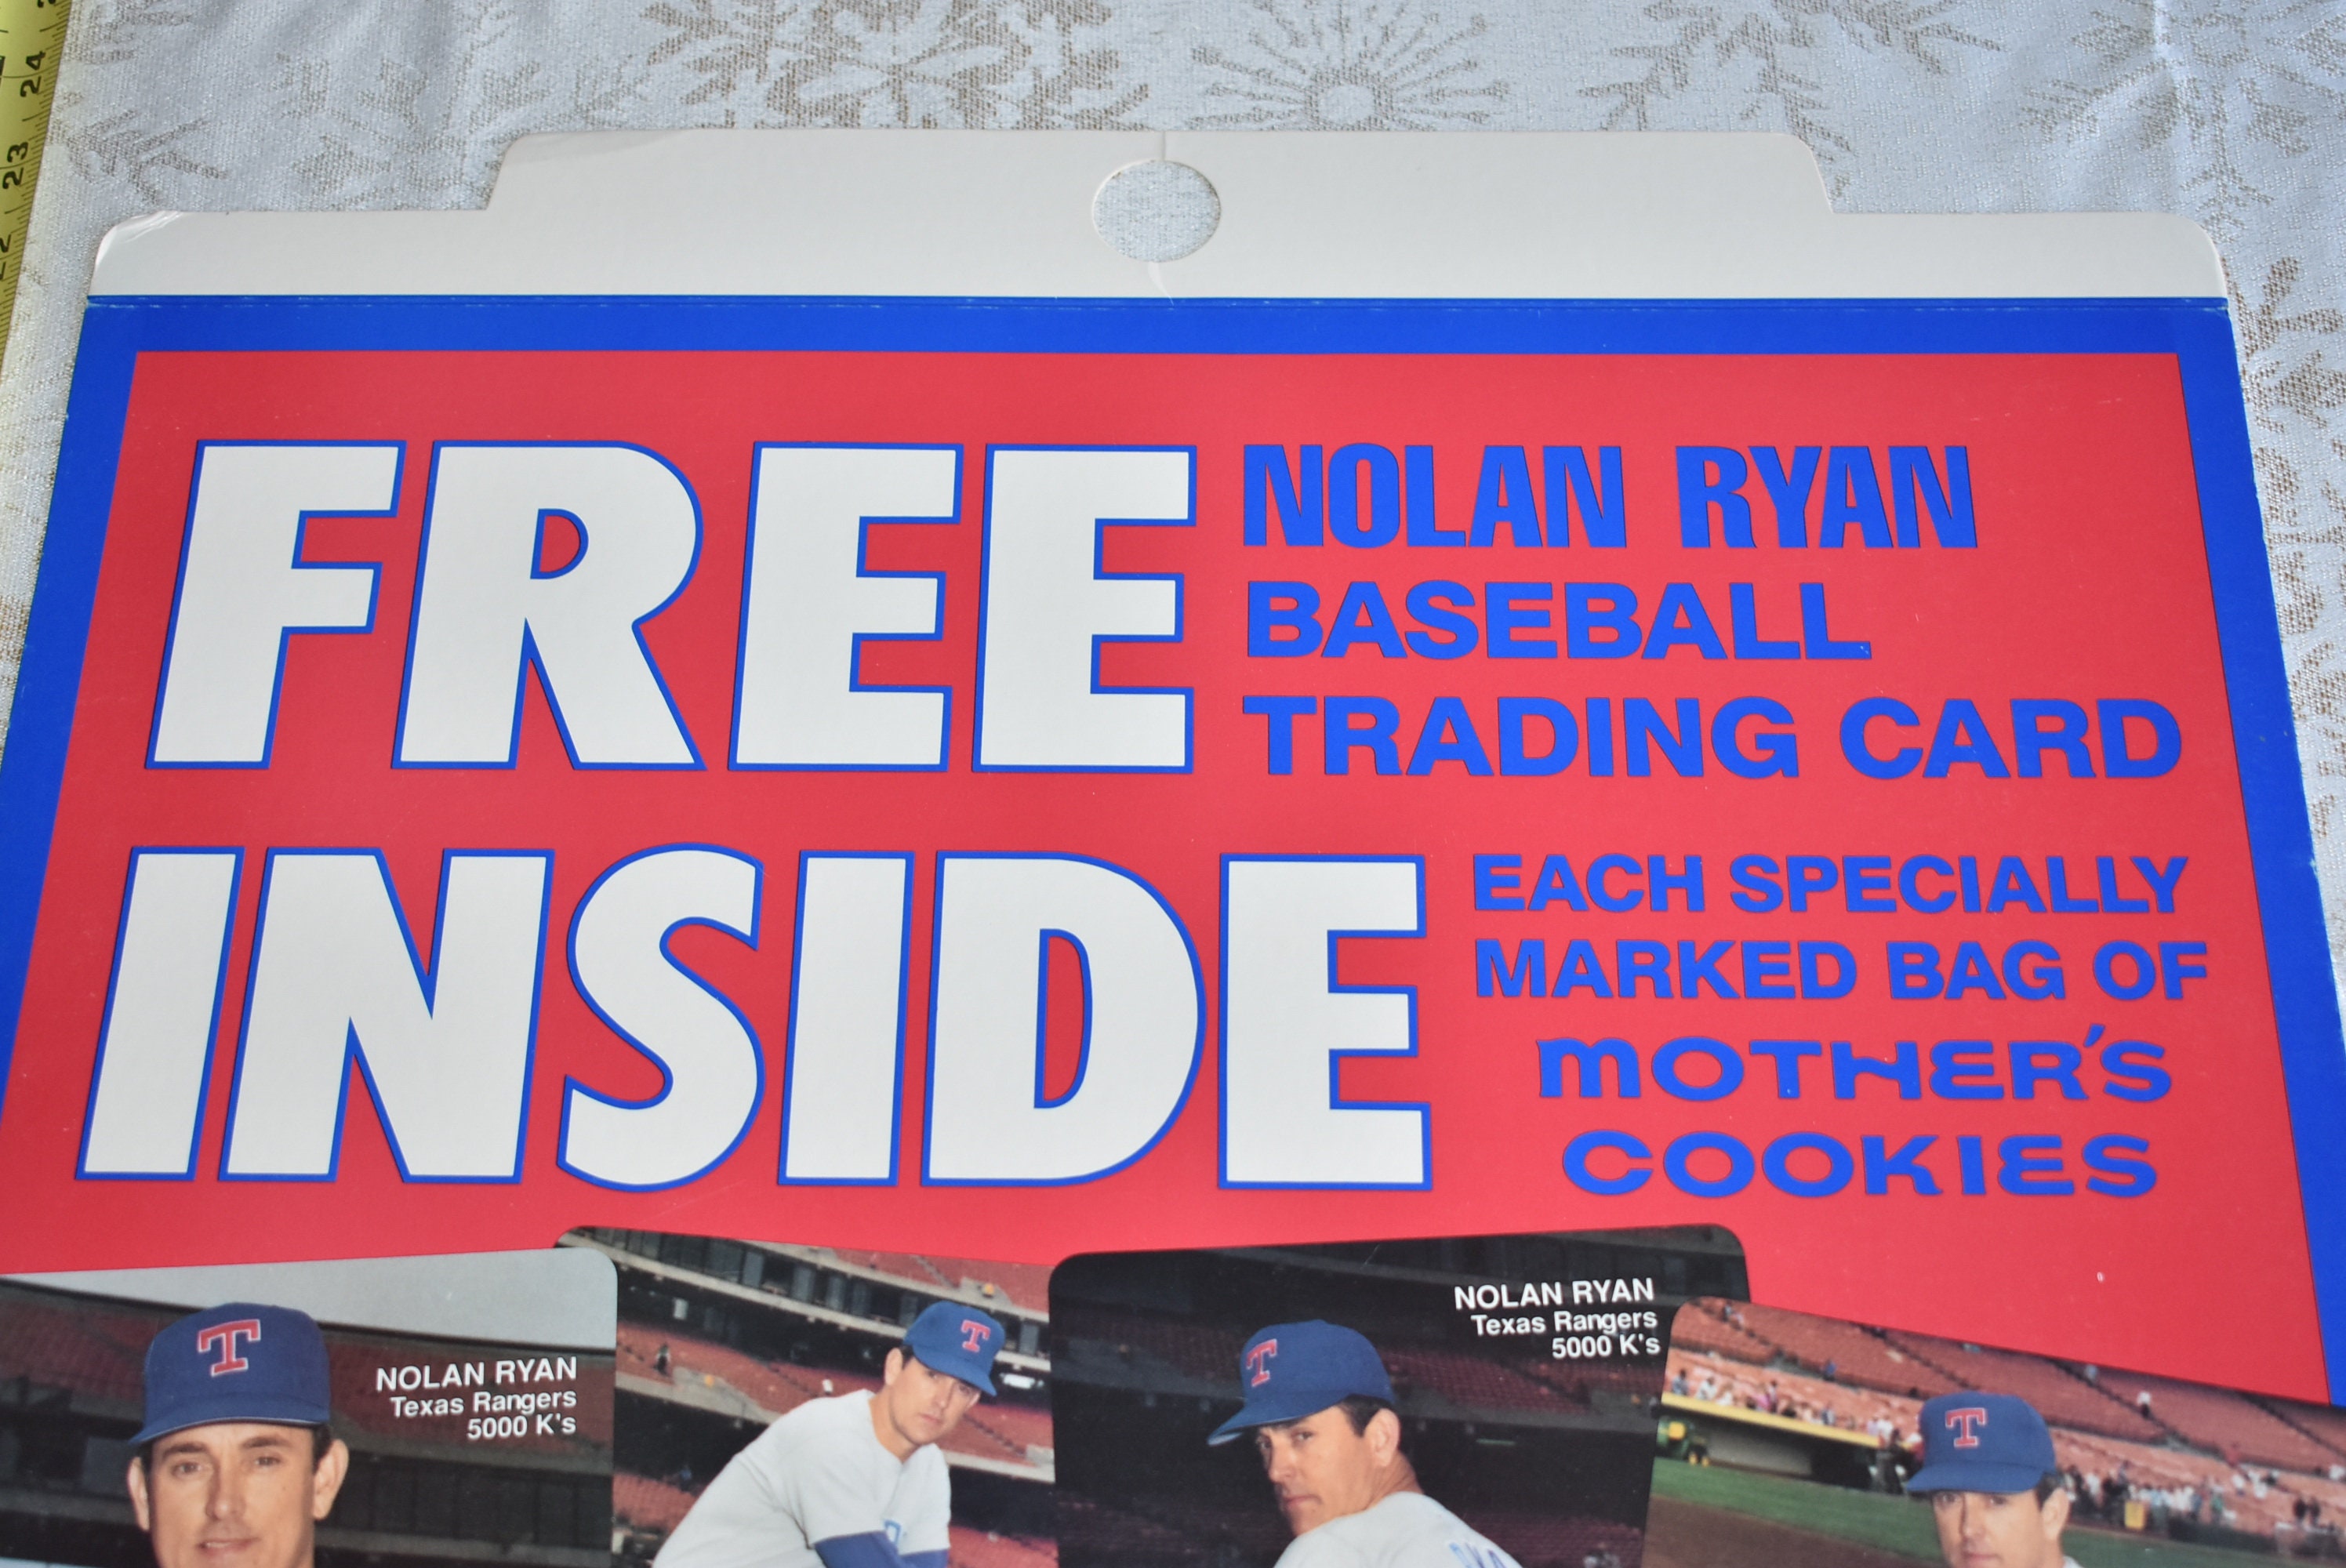 24
23
22
FREE
NOLAN RYAN
BASEBALL
TRADING CARD
INSIDE
EACH SPECIALLY
MARKED BAG OF
MOTHER'S
COOKIES
NOLAN RYAN
Texas Rangers
5000 K's
NOLAN RYAN
Texas Rangers
5000 K's
T
T
T
T